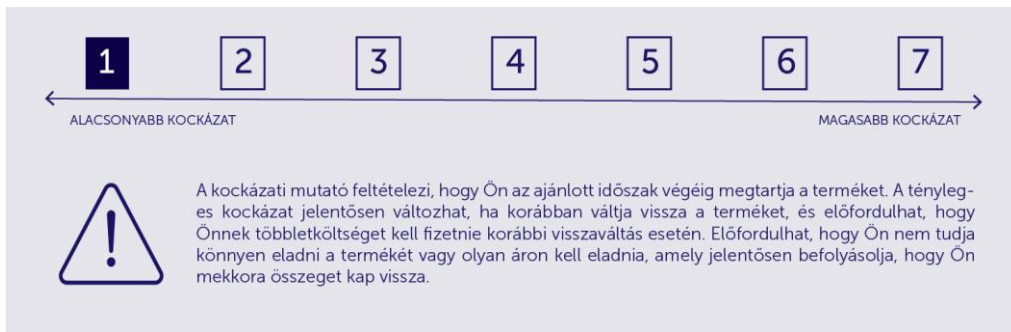 1 2 3 4 5 6 7
ALACSONYABB KOCKÁZAT MAGASABB KOCKÁZAT
A kockázati mutató feltételezi, hogy Ön az ajánlott időszak végéig megtartja a terméket. A tényleg-
es kockázat jelentősen változhat, ha korábban váltja vissza a terméket, és előfordulhat, hogy
Önnek többletköltséget kell fizetnie korábbi visszaváltás esetén. Előfordulhat, hogy Ön nem tudja
könnyen eladni a termékét vagy olyan áron kell eladnia, amely jelentősen befolyásolja, hogy Ön
mekkora összeget kap vissza.